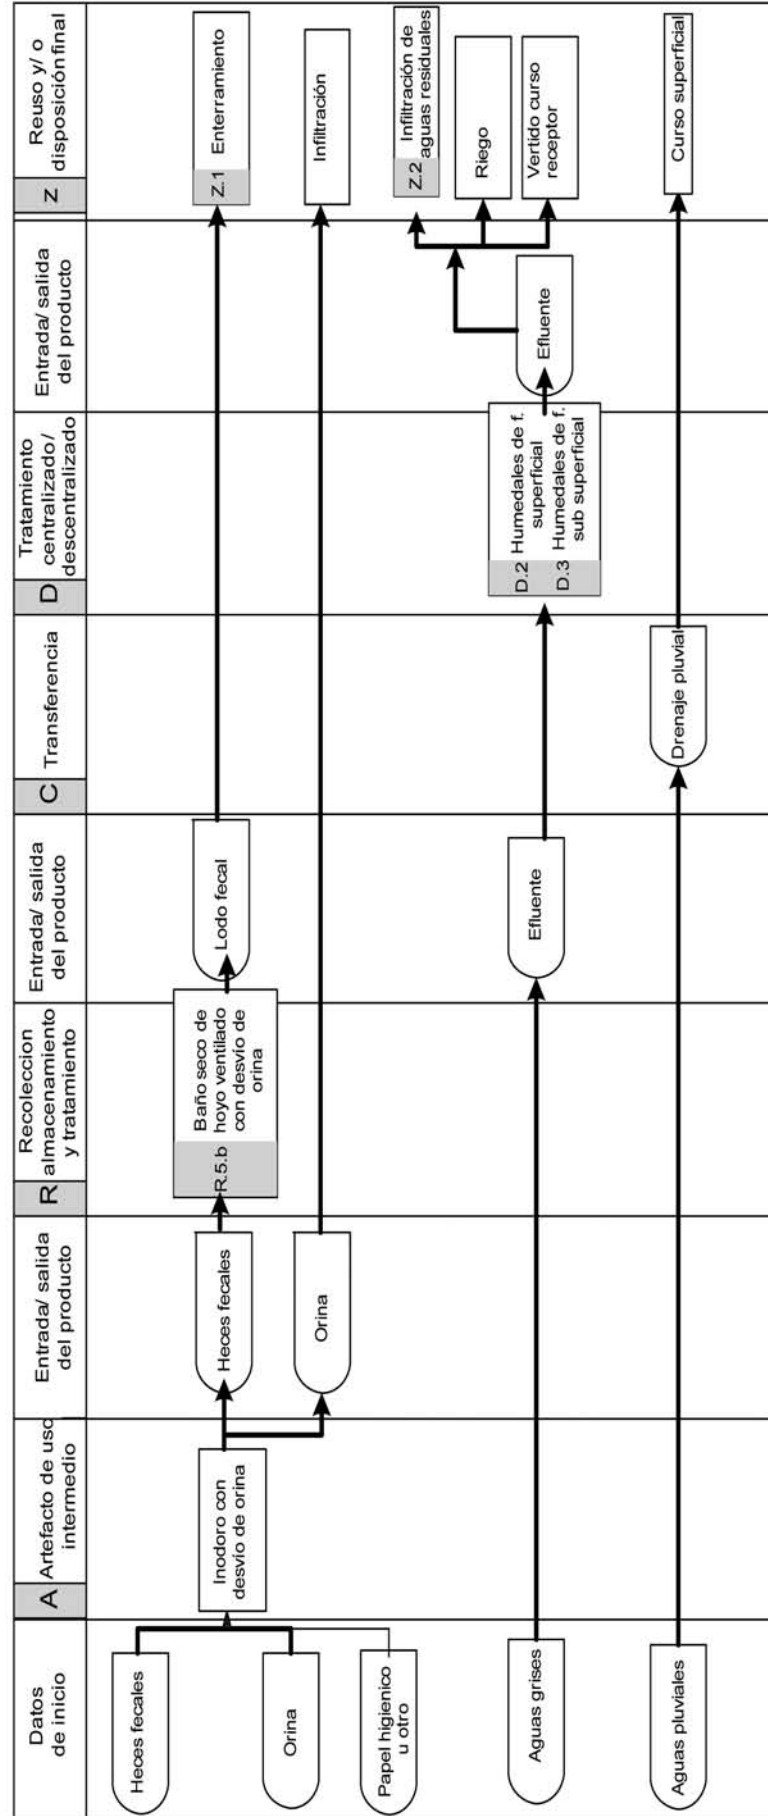 Datos
de inicio
A
Artefacto de uso
intermedio
Entrada/ salida
del producto
R
Recoleccion
almacenamiento
y tratamiento
Entrada/ salida
del producto
C
Transferencia
D
Tratamiento
centralizado/
descentralizado
Entrada/ salida
del producto
z
Reuso y/ o
disposición final
Heces fecales
Orina
Papel higienico
u otro
Inodoro con
desvío de orina
Heces fecales
Orina
R.5.b
Baño seco de
hoyo ventilado
con desvío de
orina
Lodo fecal
Z.1 Enterramiento
Infiltración
Aguas grises
Efluente
D.2 Humedales de f.
superficial
D.3 Humedales de f.
sub superficial
Efluente
Z.2 Infiltración de
aguas residuales
Riego
Vertido curso
receptor
Aguas pluviales
Drenaje pluvial
Curso superficial